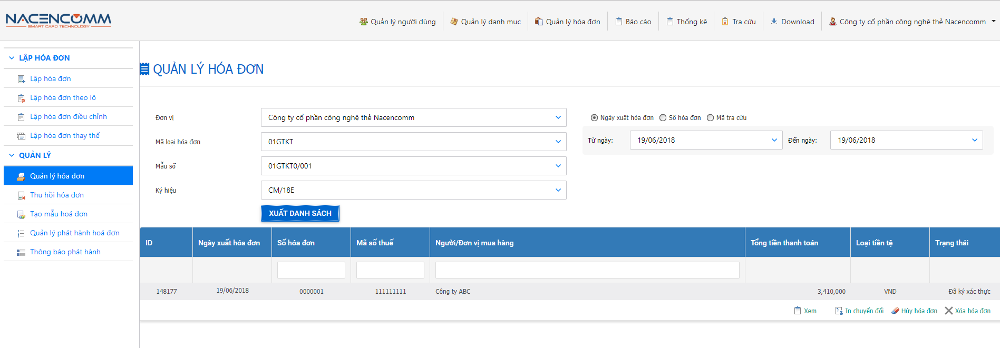 NACENCOMM
SMART CARD TECHNOLOGY
Quản lý người dùng
Quản lý danh mục
Quản lý hóa đơn
Báo cáo
Thống kê
Tra cứu
Download
Công ty cổ phần công nghệ thẻ Nacencomm
LẬP HÓA ĐƠN
Lập hóa đơn
Lập hóa đơn theo lô
Lập hóa đơn điều chỉnh
Lập hóa đơn thay thế
QUẢN LÝ
Quản lý hóa đơn
Thu hồi hóa đơn
Tạo mẫu hoá đơn
Quản lý phát hành hoá đơn
Thông báo phát hành
QUẢN LÝ HÓA ĐƠN
Đơn vị Công ty cổ phần công nghệ thẻ Nacencomm
Mã loại hóa đơn 01GTKT
Mẫu số 01GTKT0/001
Ký hiệu CM/18E
Ngày xuất hóa đơn Số hóa đơn Mã tra cứu
Từ ngày: 19/06/2018 Đến ngày: 19/06/2018
XUẤT DANH SÁCH
ID Ngày xuất hóa đơn Số hóa đơn Mã số thuế Người/Đơn vị mua hàng Tổng tiền thanh toán Loại tiền tệ Trạng thái
148177 19/06/2018 0000001 111111111 Công ty ABC 3,410,000 VND Đã ký xác thực
Xem In chuyển đổi Hủy hóa đơn Xóa hóa đơn